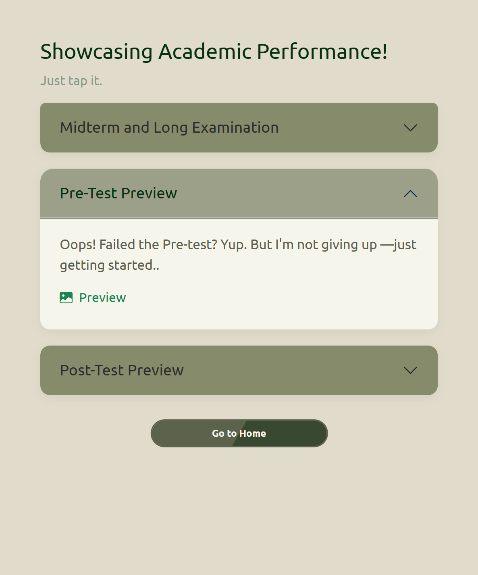 Showcasing Academic Performance!
Just tap it.
Midterm and Long Examination
Pre-Test Preview
Oops! Failed the Pre-test? Yup. But I'm not giving up —just
getting started..
Preview
Post-Test Preview
Go to Home